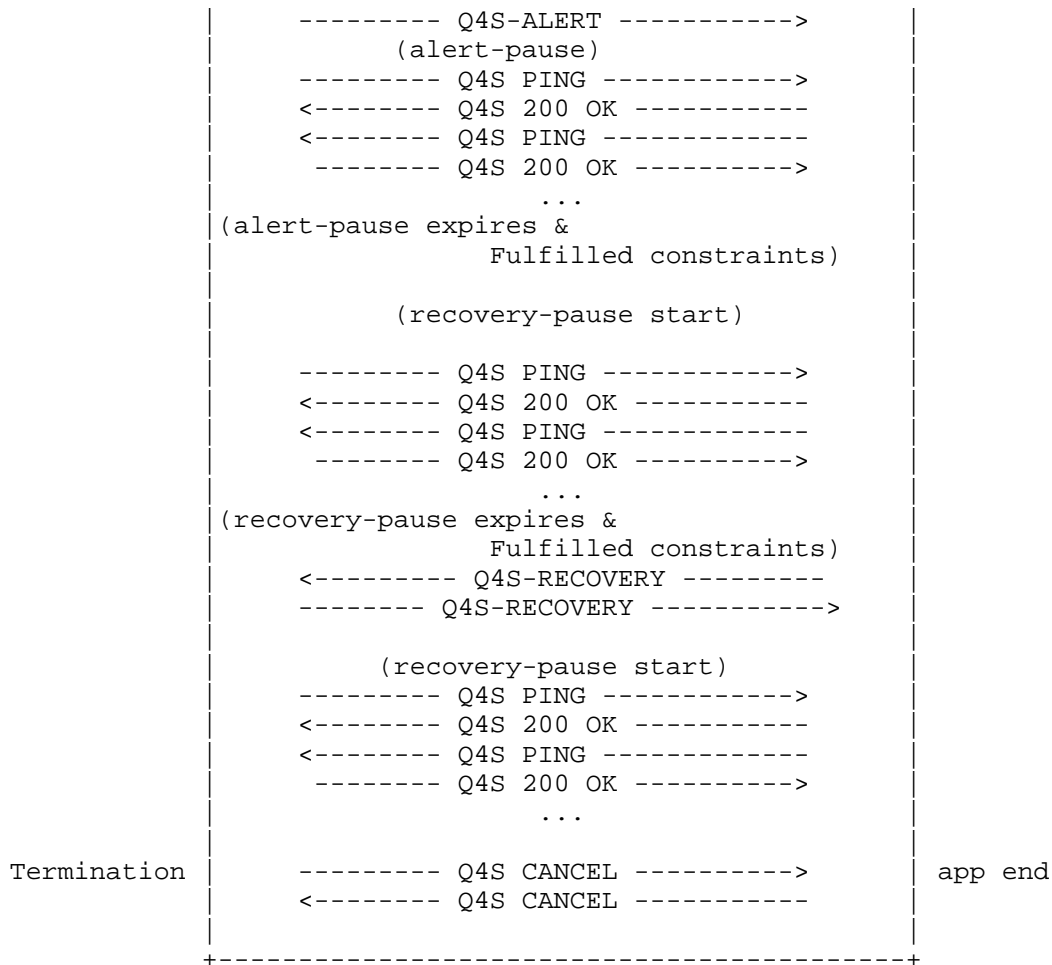 --------- Q4S-ALERT ----------->
(alert-pause)
--------- Q4S PING ------------>
<-------- Q4S 200 OK -----------
<-------- Q4S PING -------------
-------- Q4S 200 OK ---------->
...
(alert-pause expires &
Fulfilled constraints)
(recovery-pause start)
--------- Q4S PING ------------>
<-------- Q4S 200 OK -----------
<-------- Q4S PING -------------
-------- Q4S 200 OK ---------->
...
(recovery-pause expires &
Fulfilled constraints)
<--------- Q4S-RECOVERY ---------
-------- Q4S-RECOVERY ----------->
(recovery-pause start)
--------- Q4S PING ------------>
<-------- Q4S 200 OK -----------
<-------- Q4S PING -------------
-------- Q4S 200 OK ---------->
...
Termination --------- Q4S CANCEL ----------> app end
<-------- Q4S CANCEL -----------
+-------------------------------------------+